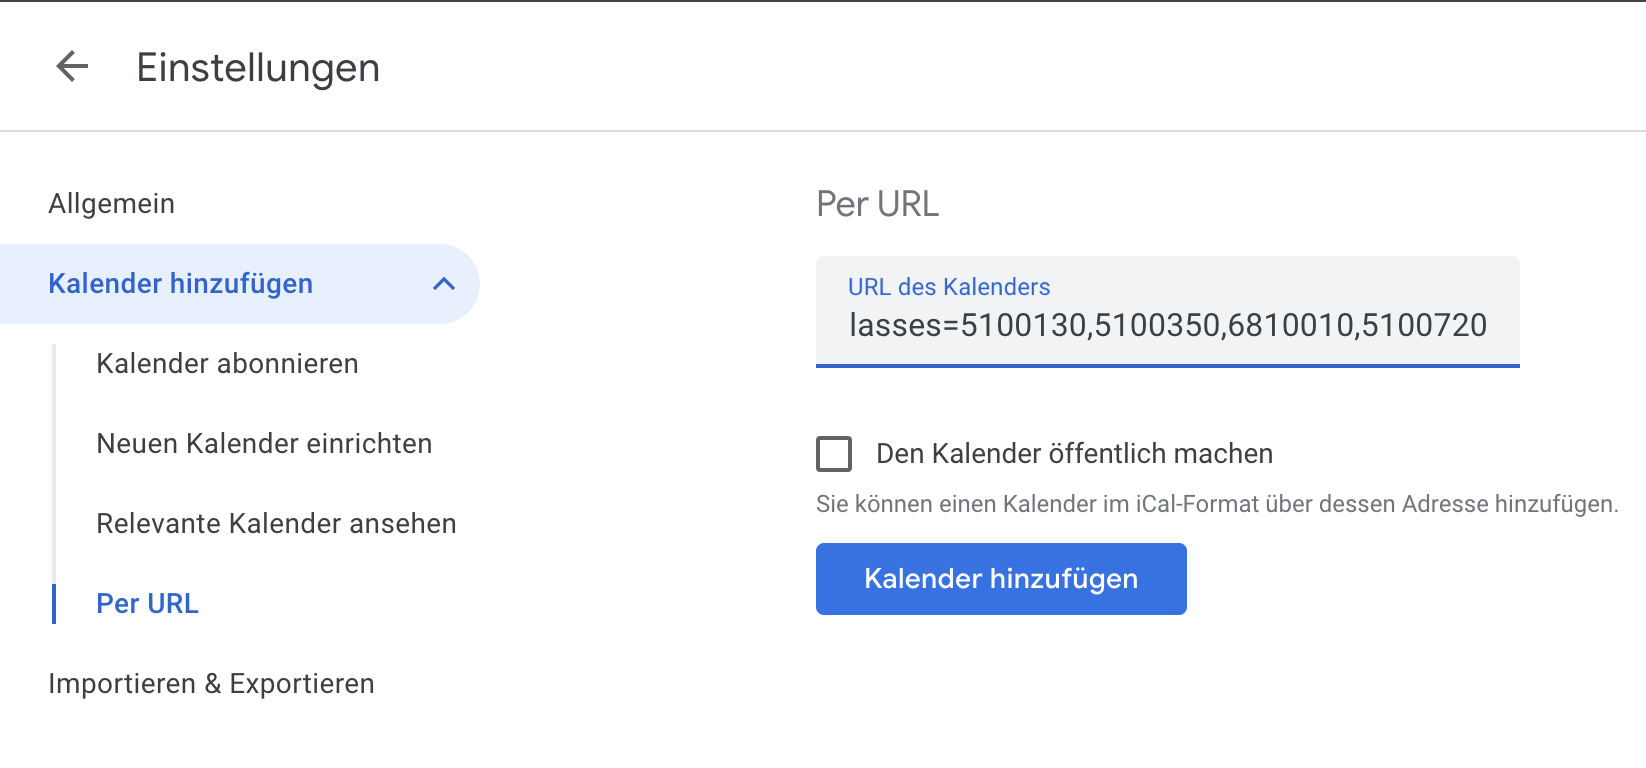 Einstellungen
Allgemein
Kalender hinzufügen
Kalender abonnieren
Neuen Kalender einrichten
Relevante Kalender ansehen
Per URL
Importieren & Exportieren
Per URL
URL des Kalenders
lasses=5100130,5100350,6810010,5100720
Den Kalender öffentlich machen
Sie können einen Kalender im iCal-Format über dessen Adresse hinzufügen.
Kalender hinzufügen